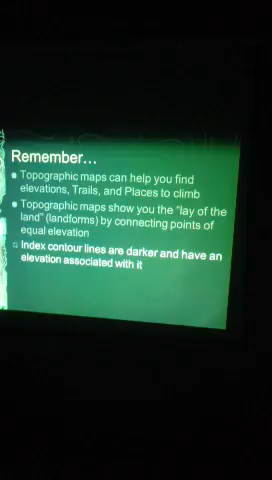 Remember...
Topographic maps can help you find
elevations, Trails, and Places to climb
Topographic maps show you the "lay of the
land" (landforms) by connecting points of
equal elevation
Index contour lines are darker and have an
elevation associated with it